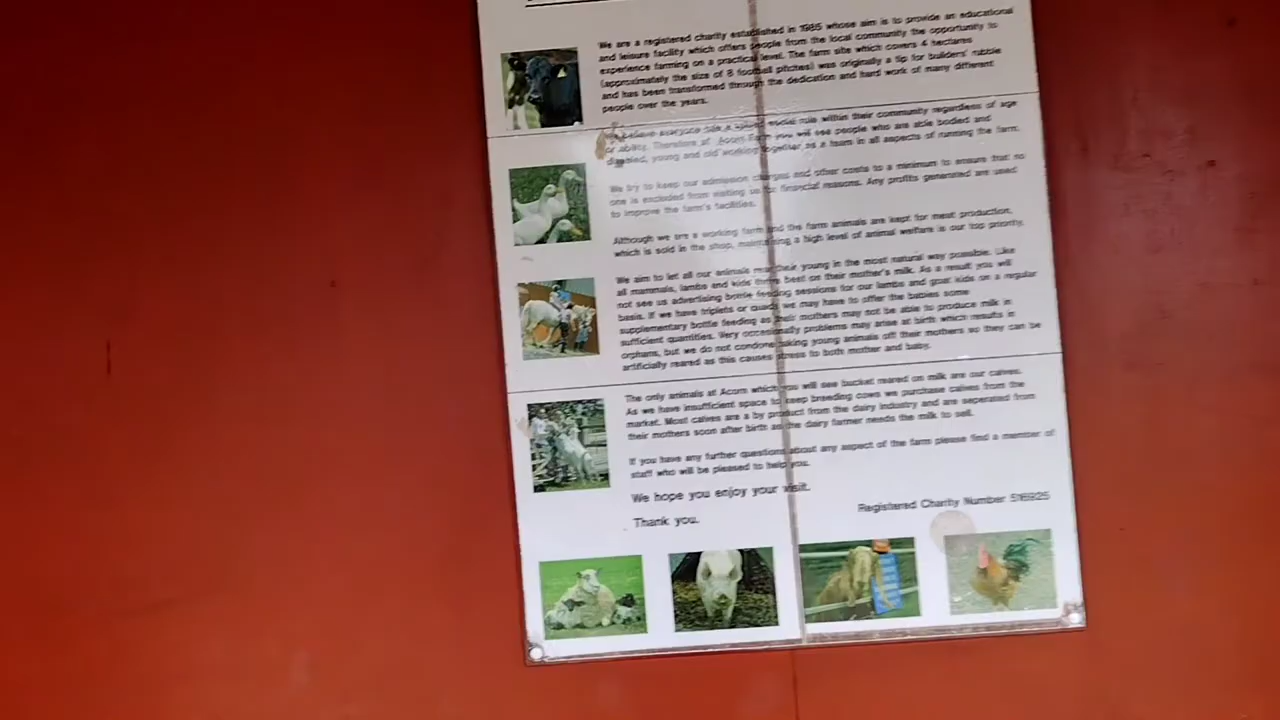 We are a registered charity established in 1985 whose aim is to provide an educational
and leisure facility which offers people from the local community the opportunity to
experience farming on a practical level. The farm site which covers 4 hectares
(approximately the size of 8 football pitches) was originally a tip for builders' rubble
and has been transformed through the dedication and hard work of many different
people over the years.
We believe everyone has a valued social role within their community regardless of age
or ability. Therefore at Acorn Farm you will see people who are able bodied and
disabled, young and old working together as a team in all aspects of running the farm.
We try to keep our admission charges and other costs to a minimum to ensure that no
one is excluded from visiting us for financial reasons. Any profits generated are used
to improve the farm's facilities.
Although we are a working farm and the farm animals are kept for meat production,
which is sold in the shop, maintaining a high level of animal welfare is our top priority.
We aim to let all our animals rear their young in the most natural way possible. Like
all mammals, lambs and kids thrive best on their mother's milk. As a result you will
not see us advertising bottle feeding sessions for our lambs and goat kids on a regular
basis. If we have triplets or quads we may have to offer the babies some
supplementary bottle feeding as their mothers may not be able to produce milk in
sufficient quantities. Very occasionally problems may arise at birth which results in
orphans, but we do not condone taking young animals off their mothers so they can be
artificially reared as this causes stress to both mother and baby.
The only animals at Acorn which you will see bucket reared on milk are our calves.
As we have insufficient space to keep breeding cows we purchase calves from the
market. Most calves are a by product from the dairy industry and are seperated from
their mothers soon after birth as the dairy farmer needs the milk to sell.
If you have any further questions about any aspect of the farm please find a member of
staff who will be pleased to help you.
We hope you enjoy your visit.
Registered Charity Number 516925
Thank you.